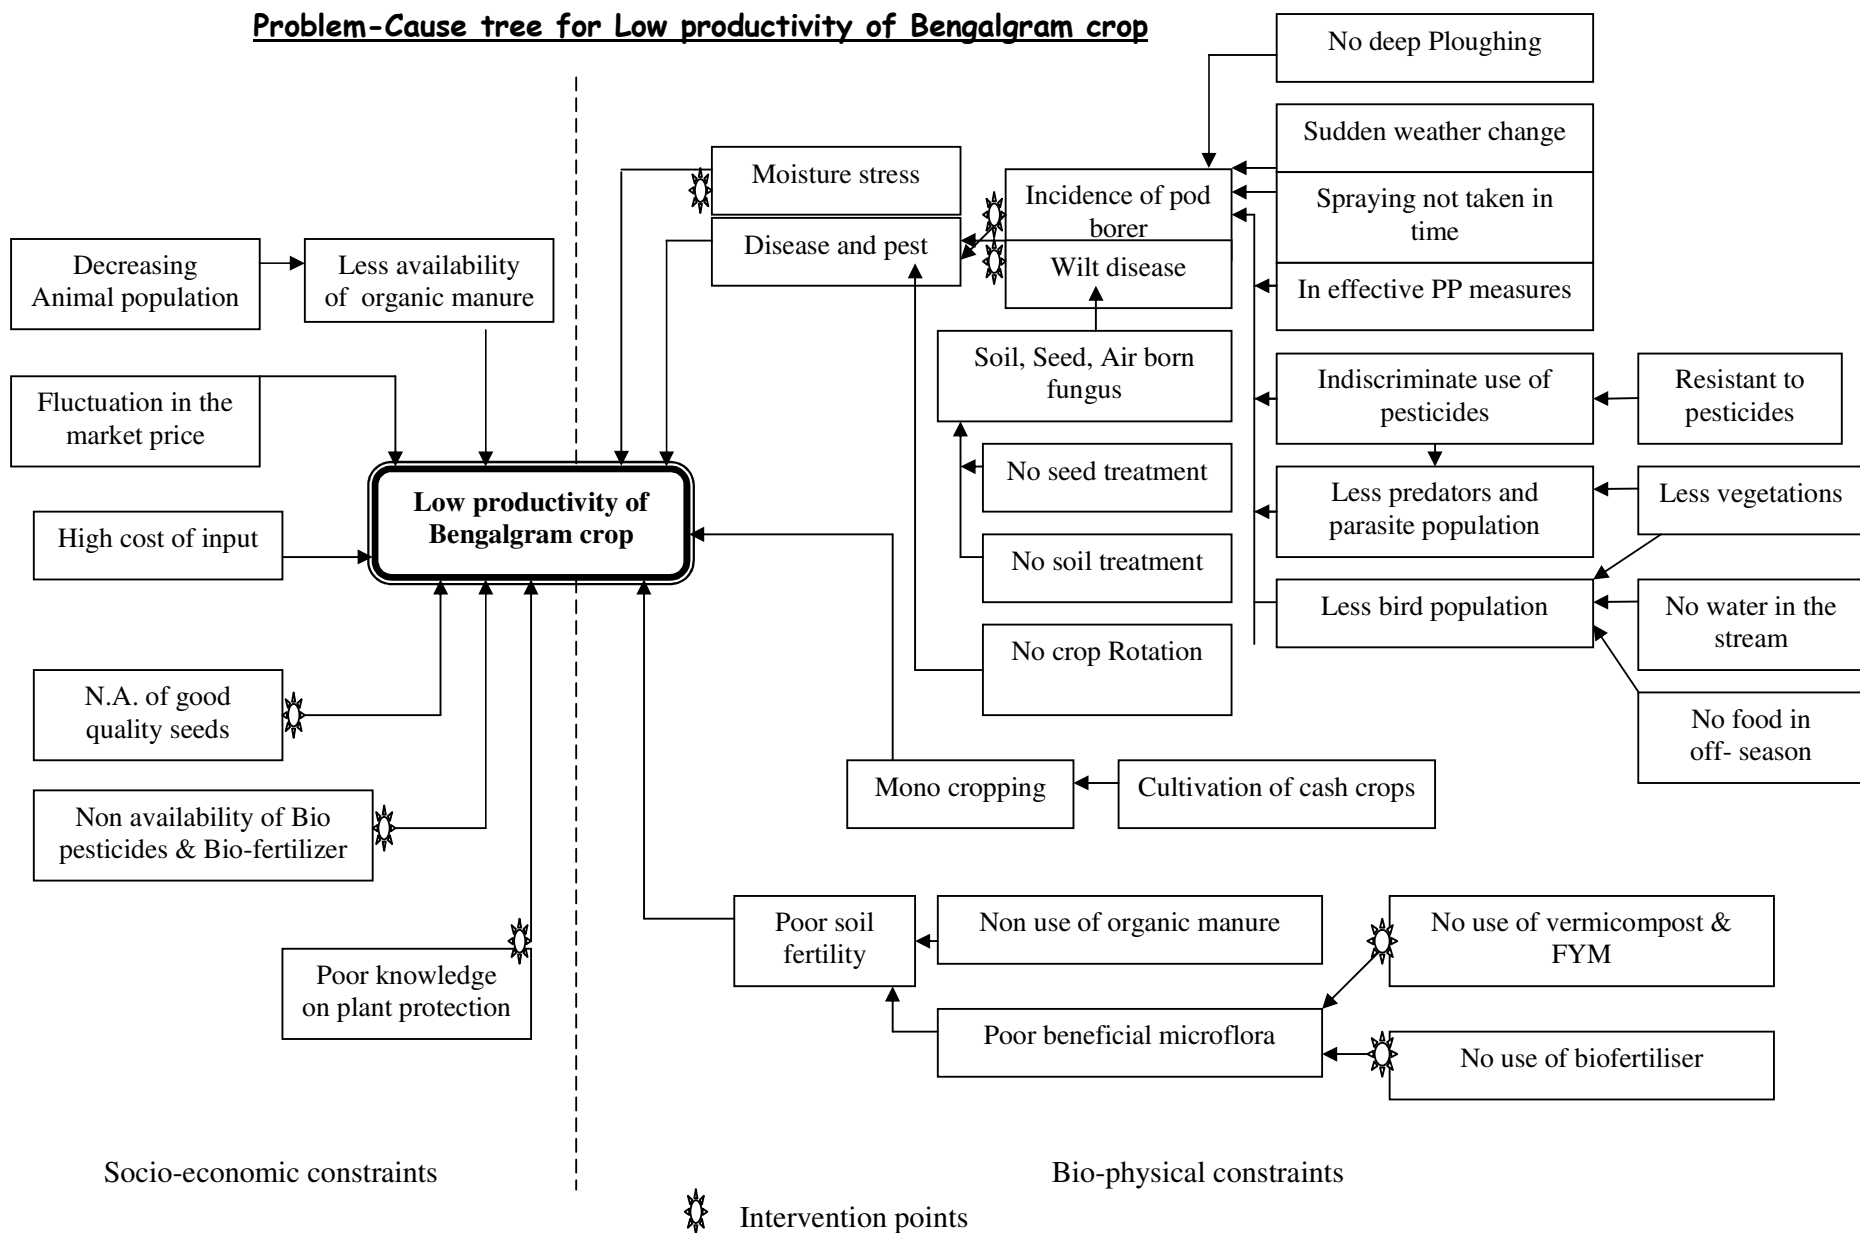 Problem-Cause tree for Low productivity of Bengalgram crop
No deep Ploughing
Sudden weather change
Spraying not taken in
time
In effective PP measures
Moisture stress
Disease and pest
Incidence of pod
borer
Wilt disease
Decreasing
Animal population
Less availability
of organic manure
Soil, Seed, Air born
fungus
Indiscriminate use of
pesticides
Resistant to
pesticides
Fluctuation in the
market price
No seed treatment
Less predators and
parasite population
Less vegetations
Low productivity of
Bengalgram crop
High cost of input
No soil treatment
Less bird population
No water in the
stream
No crop Rotation
N.A. of good
quality seeds
No food in
off- season
Mono cropping
Cultivation of cash crops
Non availability of Bio
pesticides & Bio-fertilizer
Poor soil
fertility
Non use of organic manure
No use of vermicompost &
FYM
Poor knowledge
on plant protection
Poor beneficial microflora
No use of biofertiliser
Socio-economic constraints
Bio-physical constraints
Intervention points